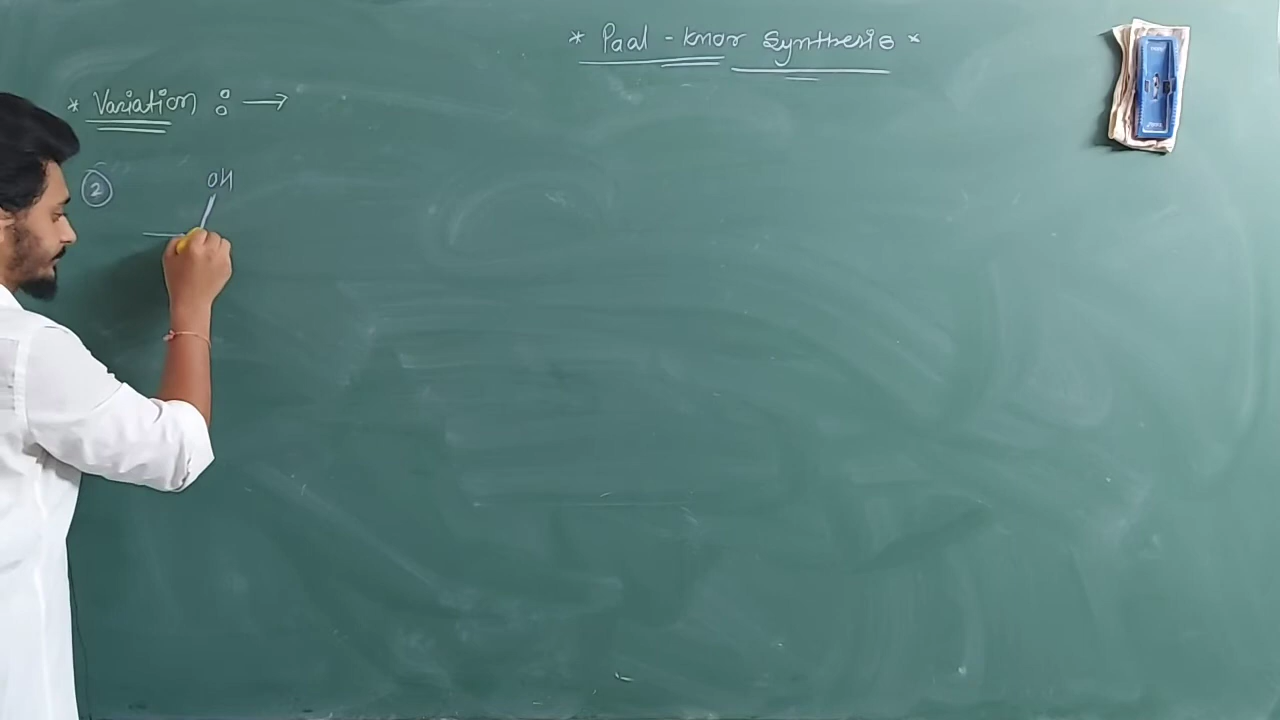 * Paal - Knor Synthesis *
* Variation : →
2
OH